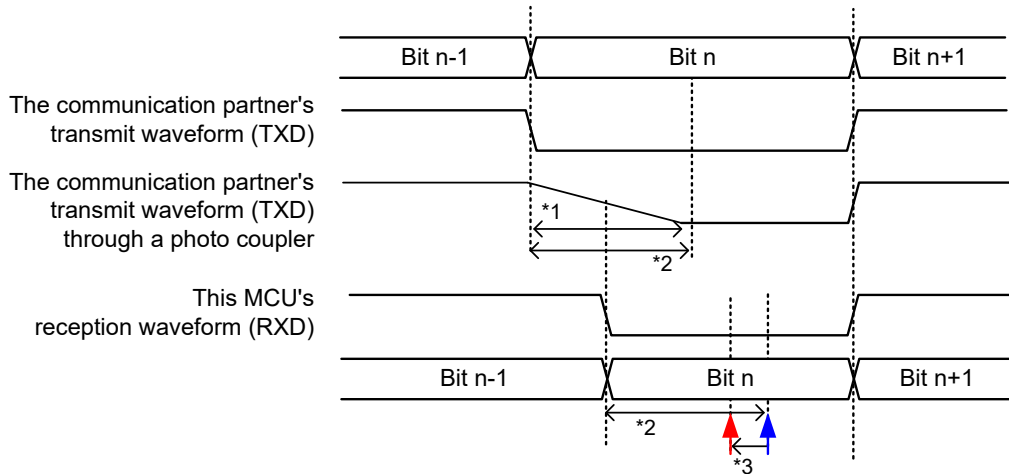 Bit n-1
Bit n
Bit n+1
The communication partner's
transmit waveform (TXD)
The communication partner's
transmit waveform (TXD)
through a photo coupler
*1
*2
This MCU's
reception waveform (RXD)
Bit n-1
Bit n
Bit n+1
*2
*3